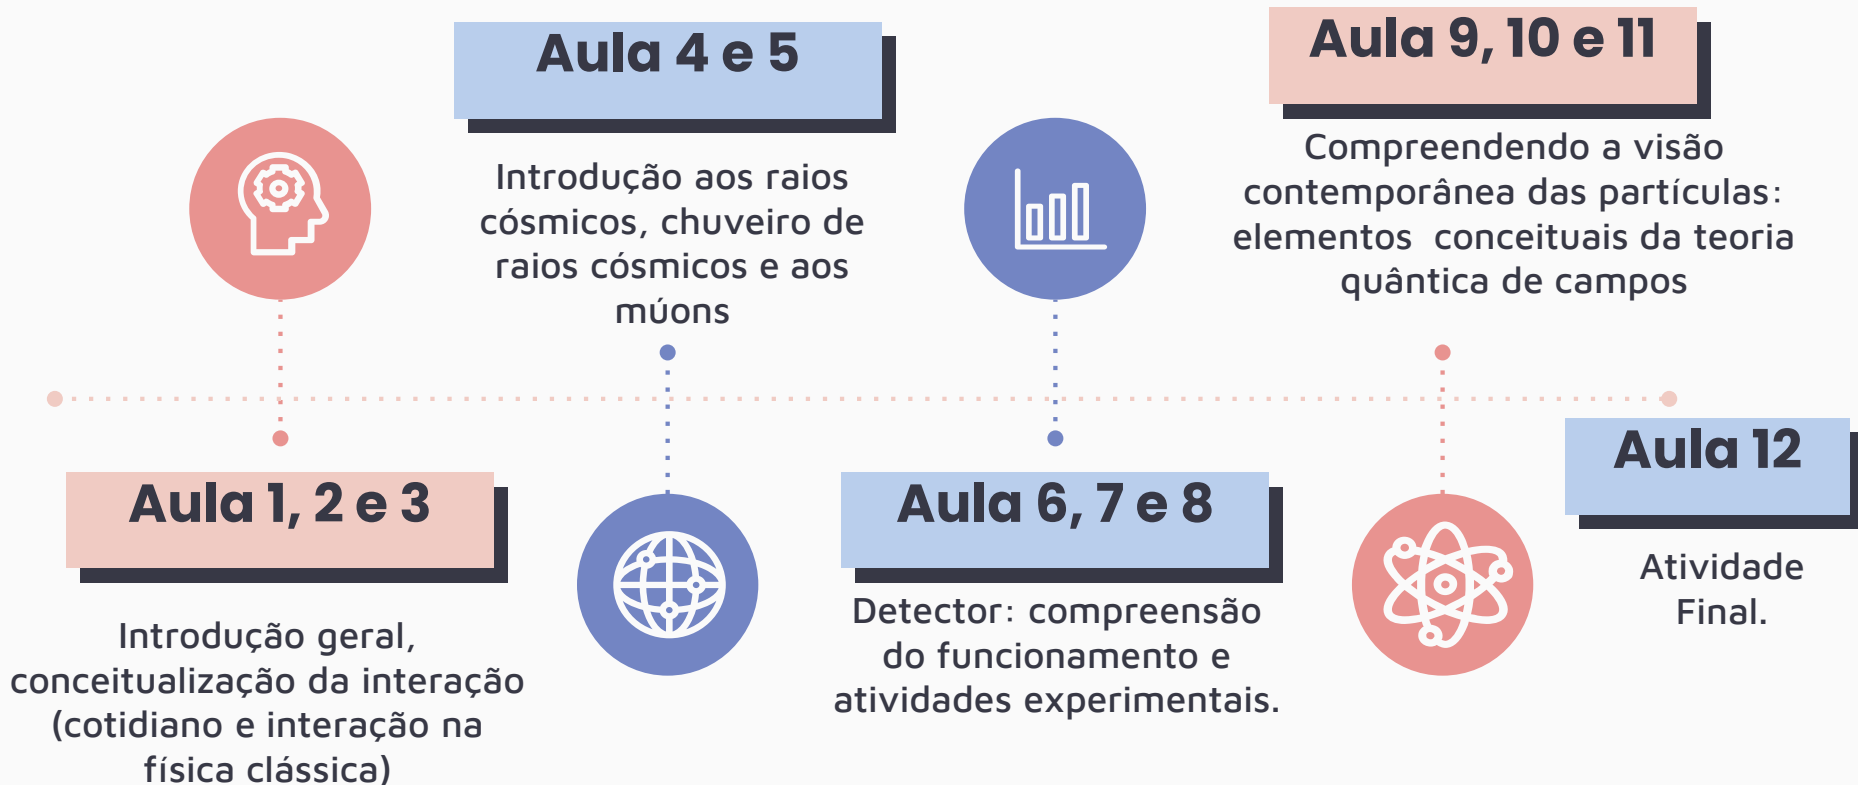 Aula 1, 2 e 3
Introdução geral,
conceitualização da interação
(cotidiano e interação na
física clássica)
Aula 4 e 5
Introdução aos raios
cósmicos, chuveiro de
raios cósmicos e aos
múons
Aula 6, 7 e 8
Detector: compreensão
do funcionamento e
atividades experimentais.
Aula 9, 10 e 11
Compreendendo a visão
contemporânea das partículas:
elementos conceituais da teoria
quântica de campos
Aula 12
Atividade
Final.